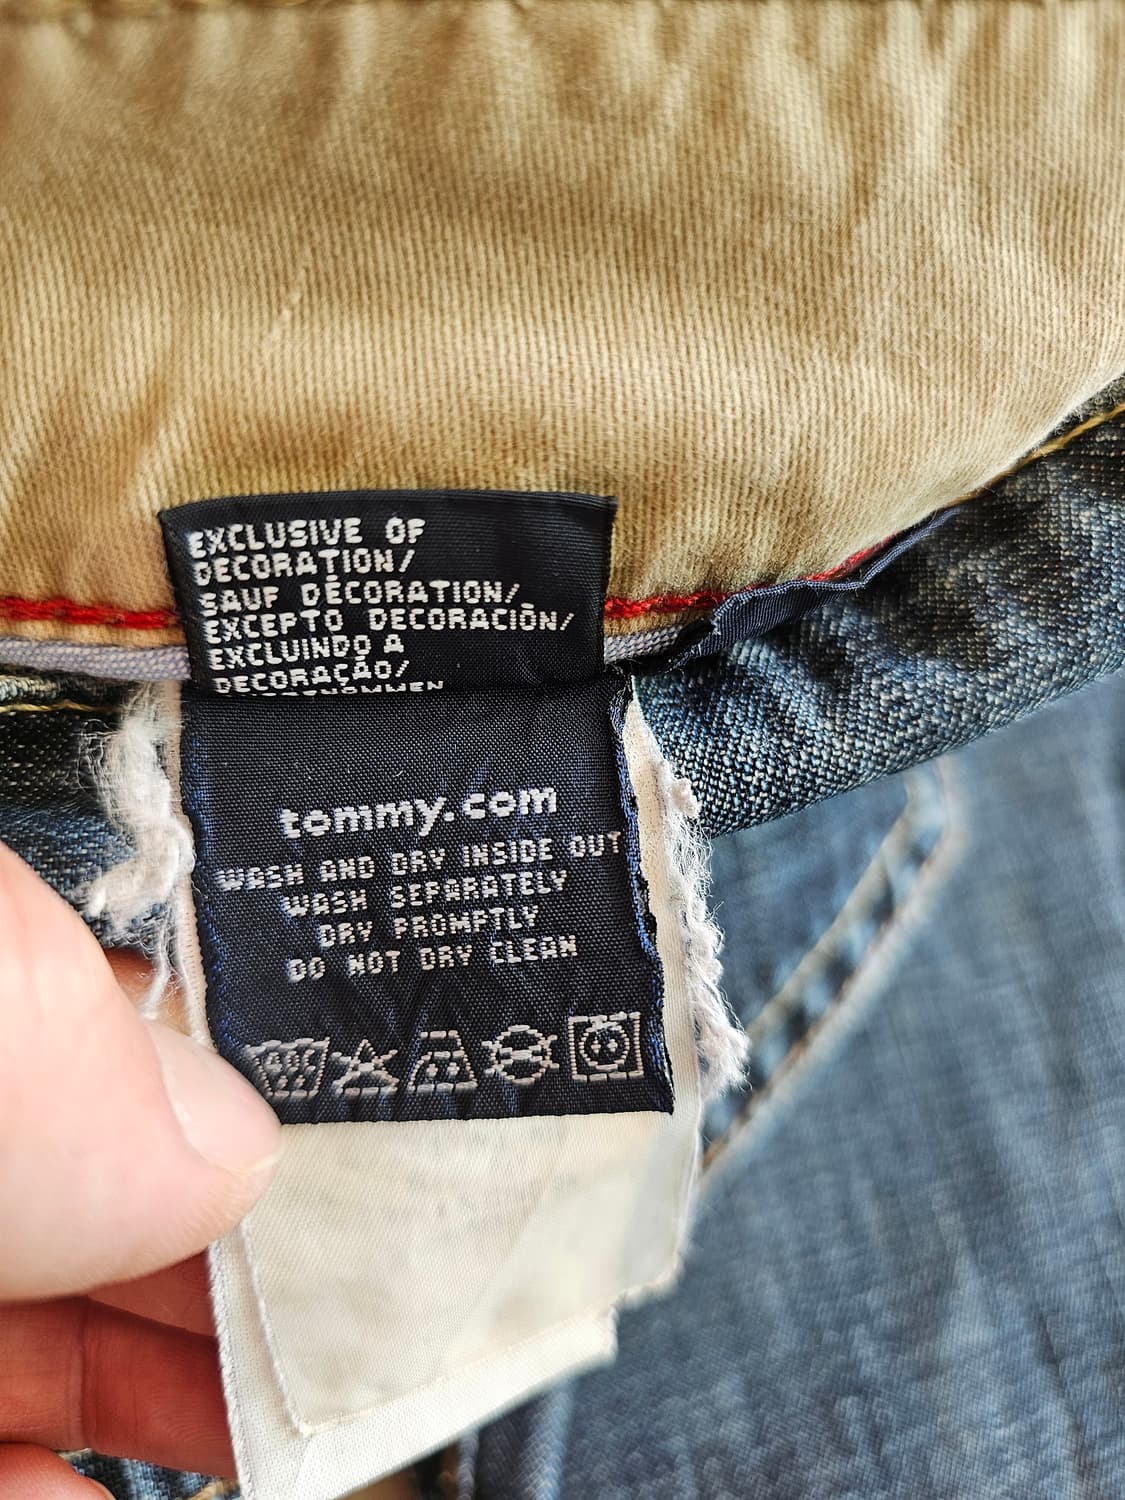 EXCLUSIVE OF
DECORATION/
SAUF DÉCORATION/
EXCEPTO DECORACIÓN/
EXCLUINDO A
DECORAÇÃO/
tommy.com
WASH AND DRY INSIDE OUT
WASH SEPARATELY
DRY PROMPTLY
DO NOT DRY CLEAN